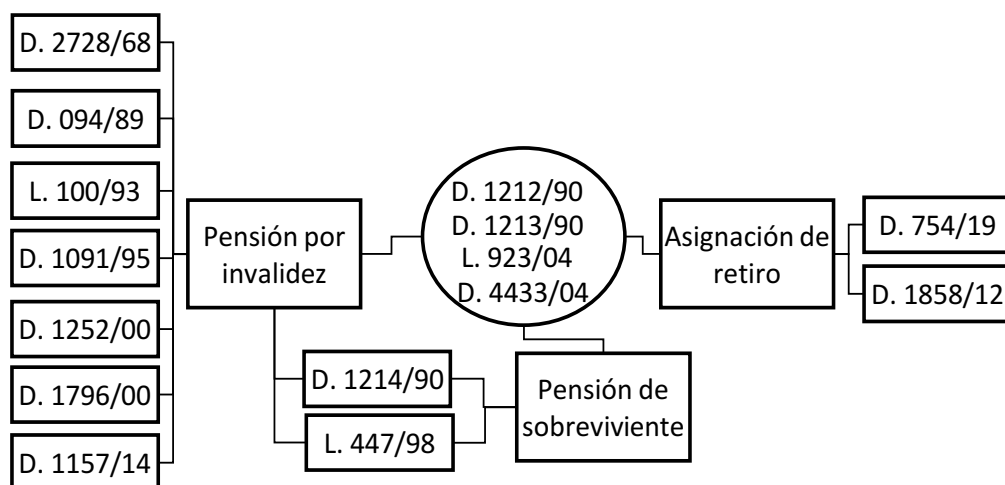 D. 2728/68
D. 094/89
L. 100/93
D. 1091/95
D. 1252/00
D. 1796/00
D. 1157/14
Pensión por
invalidez
D. 1212/90
D. 1213/90
L. 923/04
D. 4433/04
D. 1214/90
L. 447/98
Pensión de
sobreviviente
Asignación de
retiro
D. 754/19
D. 1858/12